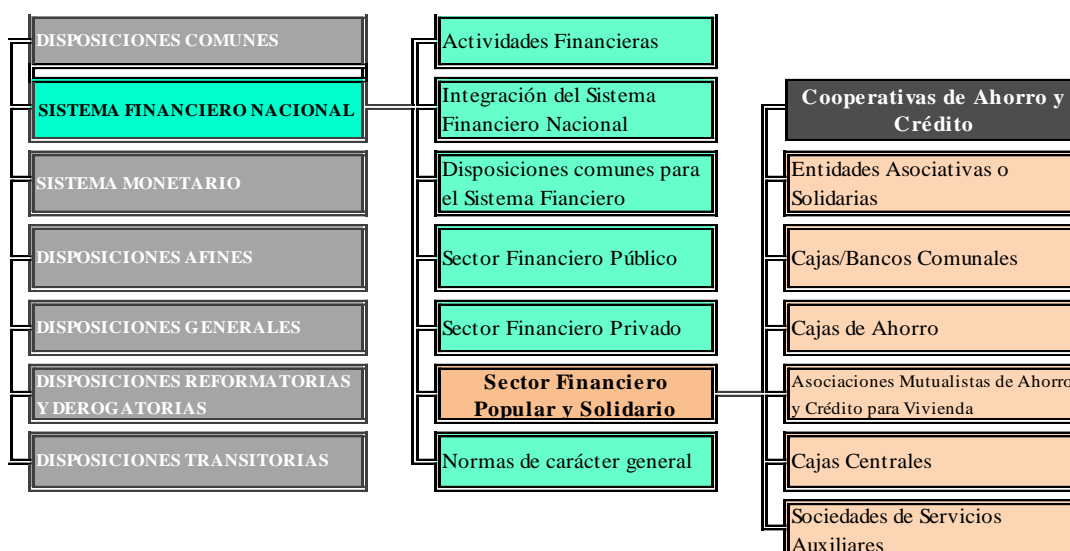 DISPOSICIONES COMUNES
SISTEMA FINANCIERO NACIONAL
SISTEMA MONETARIO
DISPOSICIONES AFINES
DISPOSICIONES GENERALES
DISPOSICIONES REFORMATORIAS
Y DEROGATORIAS
DISPOSICIONES TRANSITORIAS
Actividades Financieras
Integración del Sistema
Financiero Nacional
Disposiciones comunes para
el Sistema Fianciero
Sector Financiero Público
Sector Financiero Privado
Sector Financiero
Popular y Solidario
Normas de carácter general
Cooperativas de Ahorro y
Crédito
Entidades Asociativas o
Solidarias
Cajas/Bancos Comunales
Cajas de Ahorro
Asociaciones Mutualistas de Ahorro
y Crédito para Vivienda
Cajas Centrales
Sociedades de Servicios
Auxiliares